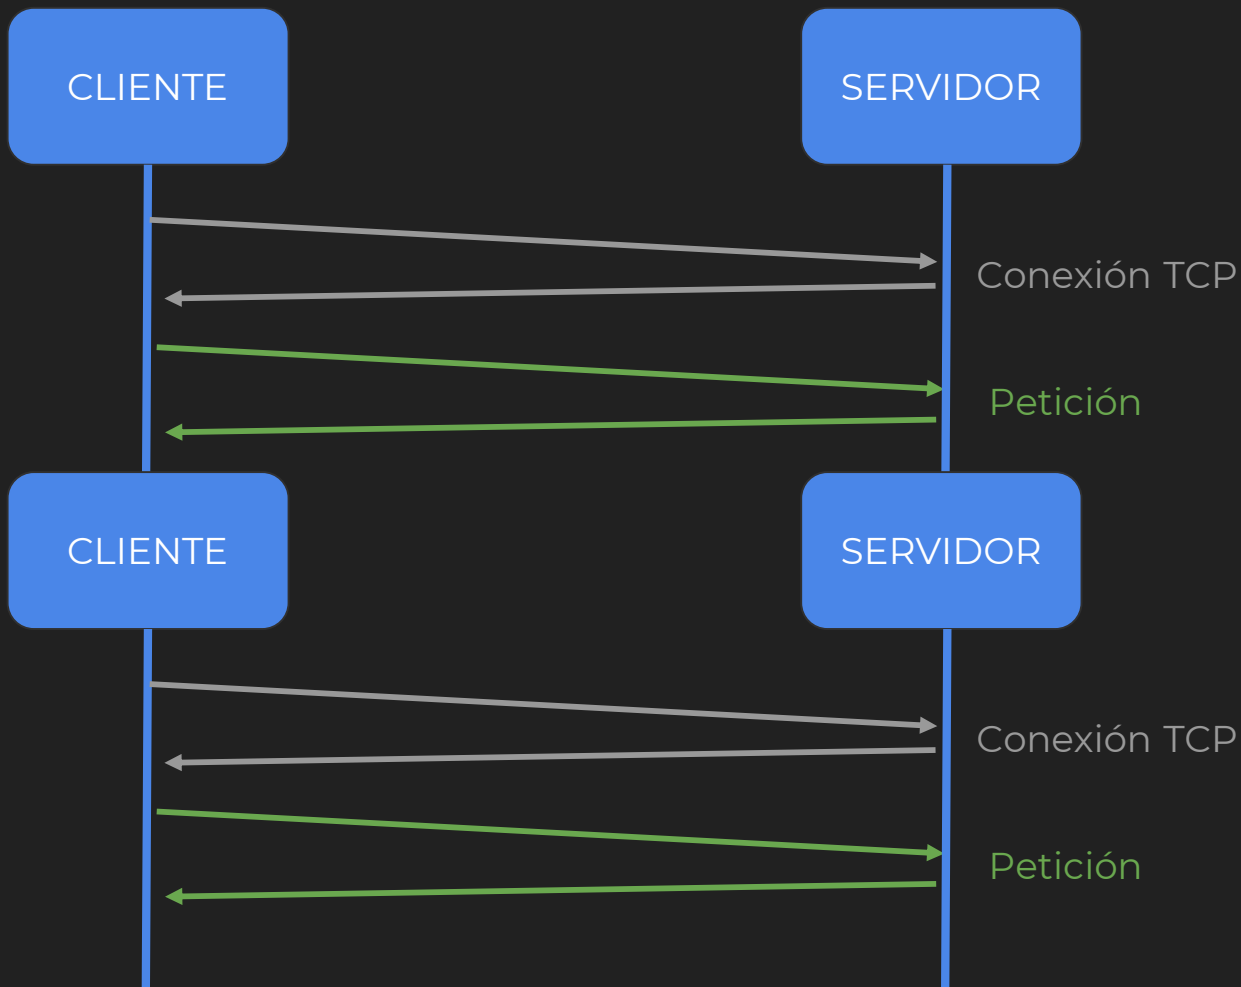 CLIENTE
SERVIDOR
Conexión TCP
Petición
CLIENTE
SERVIDOR
Conexión TCP
Petición